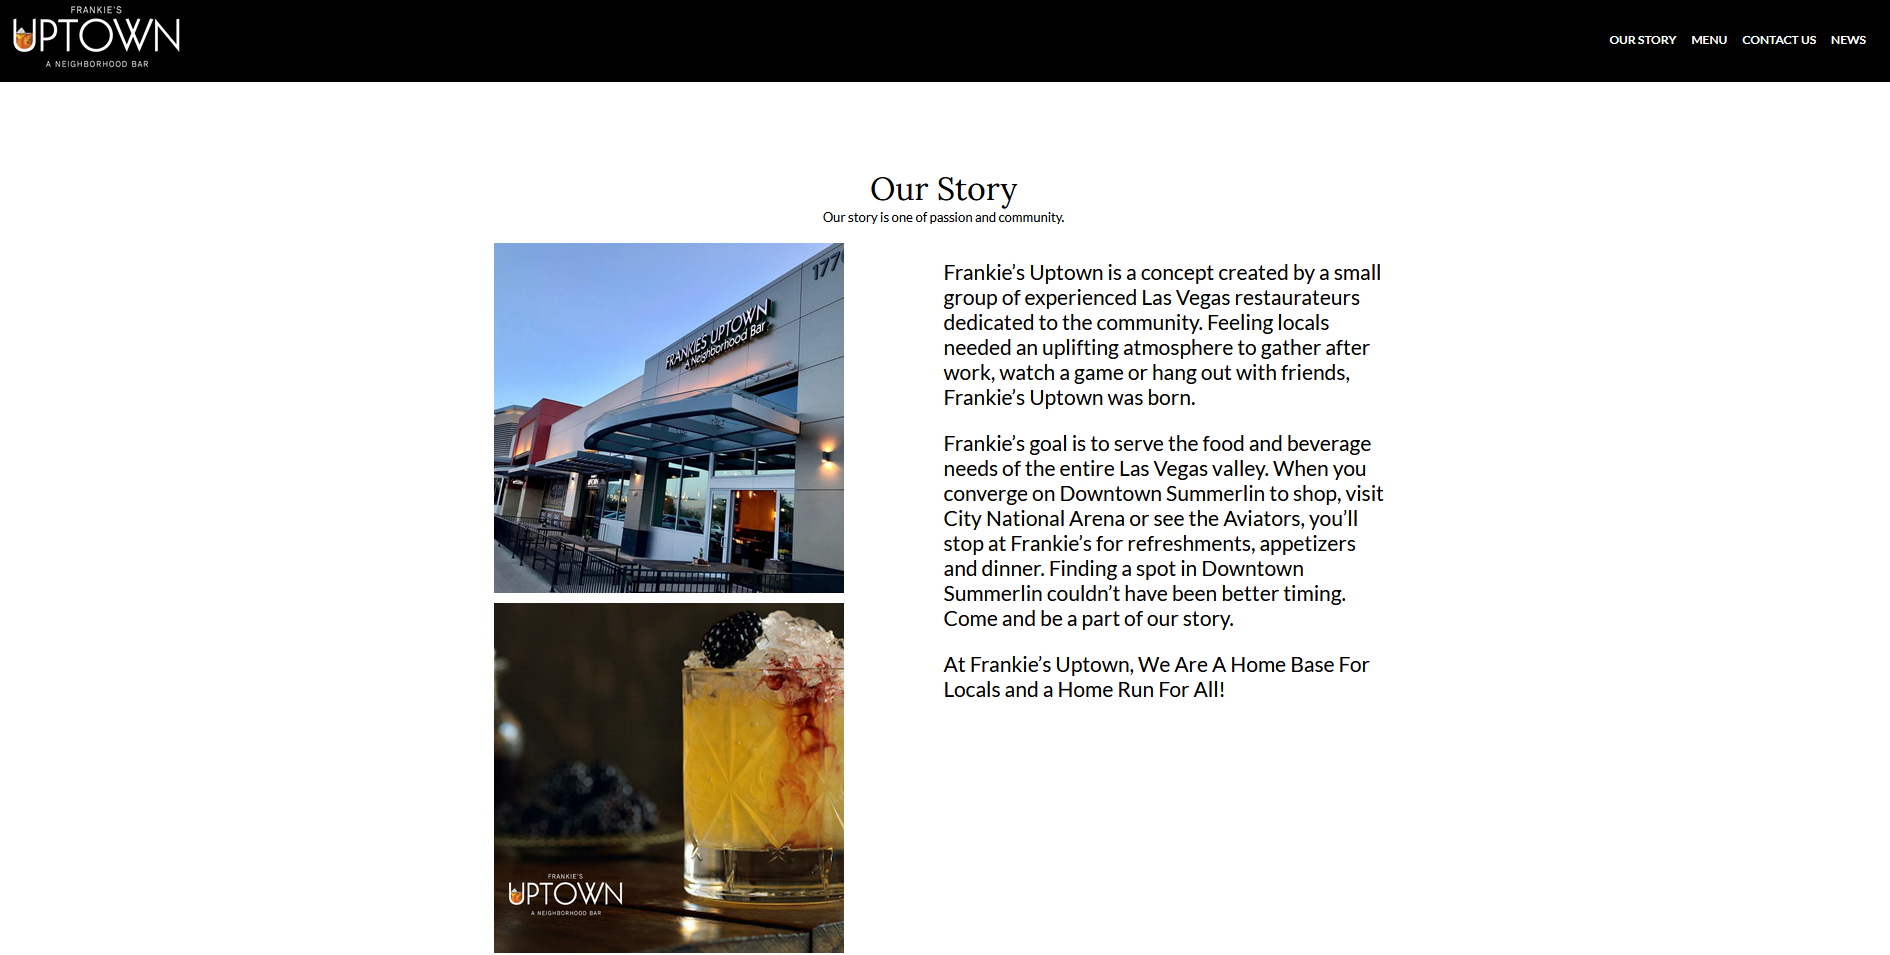 FRANKIE'S
UPTOWN
A NEIGHBORHOOD BAR
OUR STORY MENU CONTACT US NEWS
Our Story
Our story is one of passion and community.
1770
FRANKIE'S UPTOWN
A Neighborhood Bar
Frankie’s Uptown is a concept created by a small
group of experienced Las Vegas restaurateurs
dedicated to the community. Feeling locals
needed an uplifting atmosphere to gather after
work, watch a game or hang out with friends,
Frankie’s Uptown was born.
Frankie’s goal is to serve the food and beverage
needs of the entire Las Vegas valley. When you
converge on Downtown Summerlin to shop, visit
City National Arena or see the Aviators, you’ll
stop at Frankie’s for refreshments, appetizers
and dinner. Finding a spot in Downtown
Summerlin couldn’t have been better timing.
Come and be a part of our story.
At Frankie’s Uptown, We Are A Home Base For
Locals and a Home Run For All!
FRANKIE'S
UPTOWN
A NEIGHBORHOOD BAR